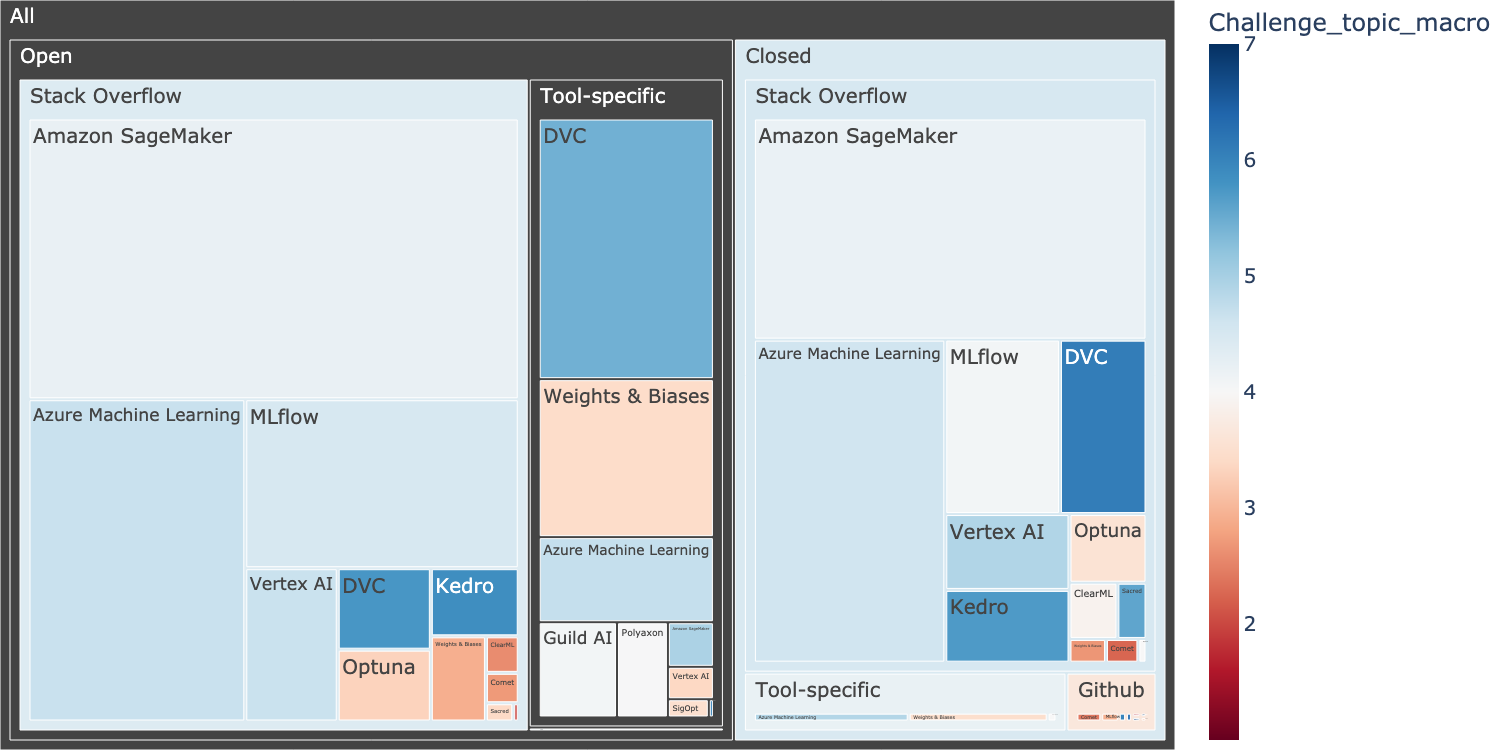 All
Open
Stack Overflow
Amazon SageMaker
Azure Machine Learning
MLflow
Vertex AI
DVC
Kedro
Optuna
Weights & Biases
ClearML
Comet
Sacred
Tool-specific
DVC
Weights & Biases
Azure Machine Learning
Guild AI
Polyaxon
Amazon SageMaker
Vertex AI
SigOpt
Closed
Stack Overflow
Amazon SageMaker
Azure Machine Learning
MLflow
DVC
Vertex AI
Optuna
Kedro
ClearML
Sacred
Weights & Biases
Comet
Tool-specific
Azure Machine Learning
Weights & Biases
Github
Comet
MLflow
Challenge_topic_macro
7
6
5
4
3
2